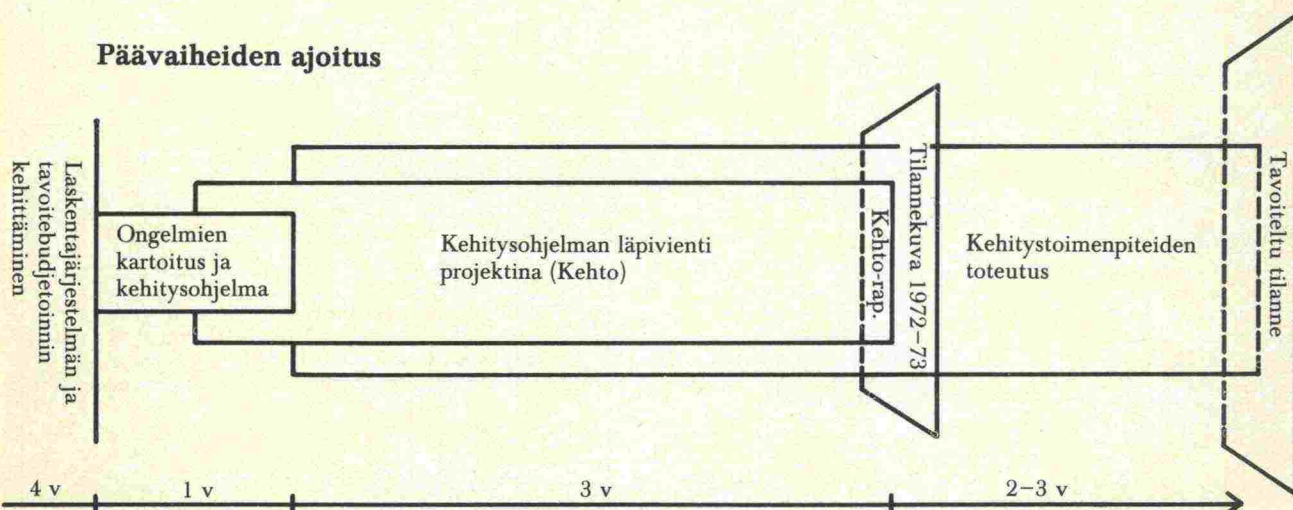 Päävaiheiden ajoitus
Laskentajärjestelmän ja
tavoitebudjetoinnin
kehittäminen
Ongelmien
kartoitus ja
kehitysohjelma
Kehitysohjelman läpivienti
projektina (Kehto)
Kehto-rap.
Tilannekuva 1972–73
Kehitystoimenpiteiden
toteutus
Tavoiteltu tilanne
4 v
1 v
3 v
2–3 v